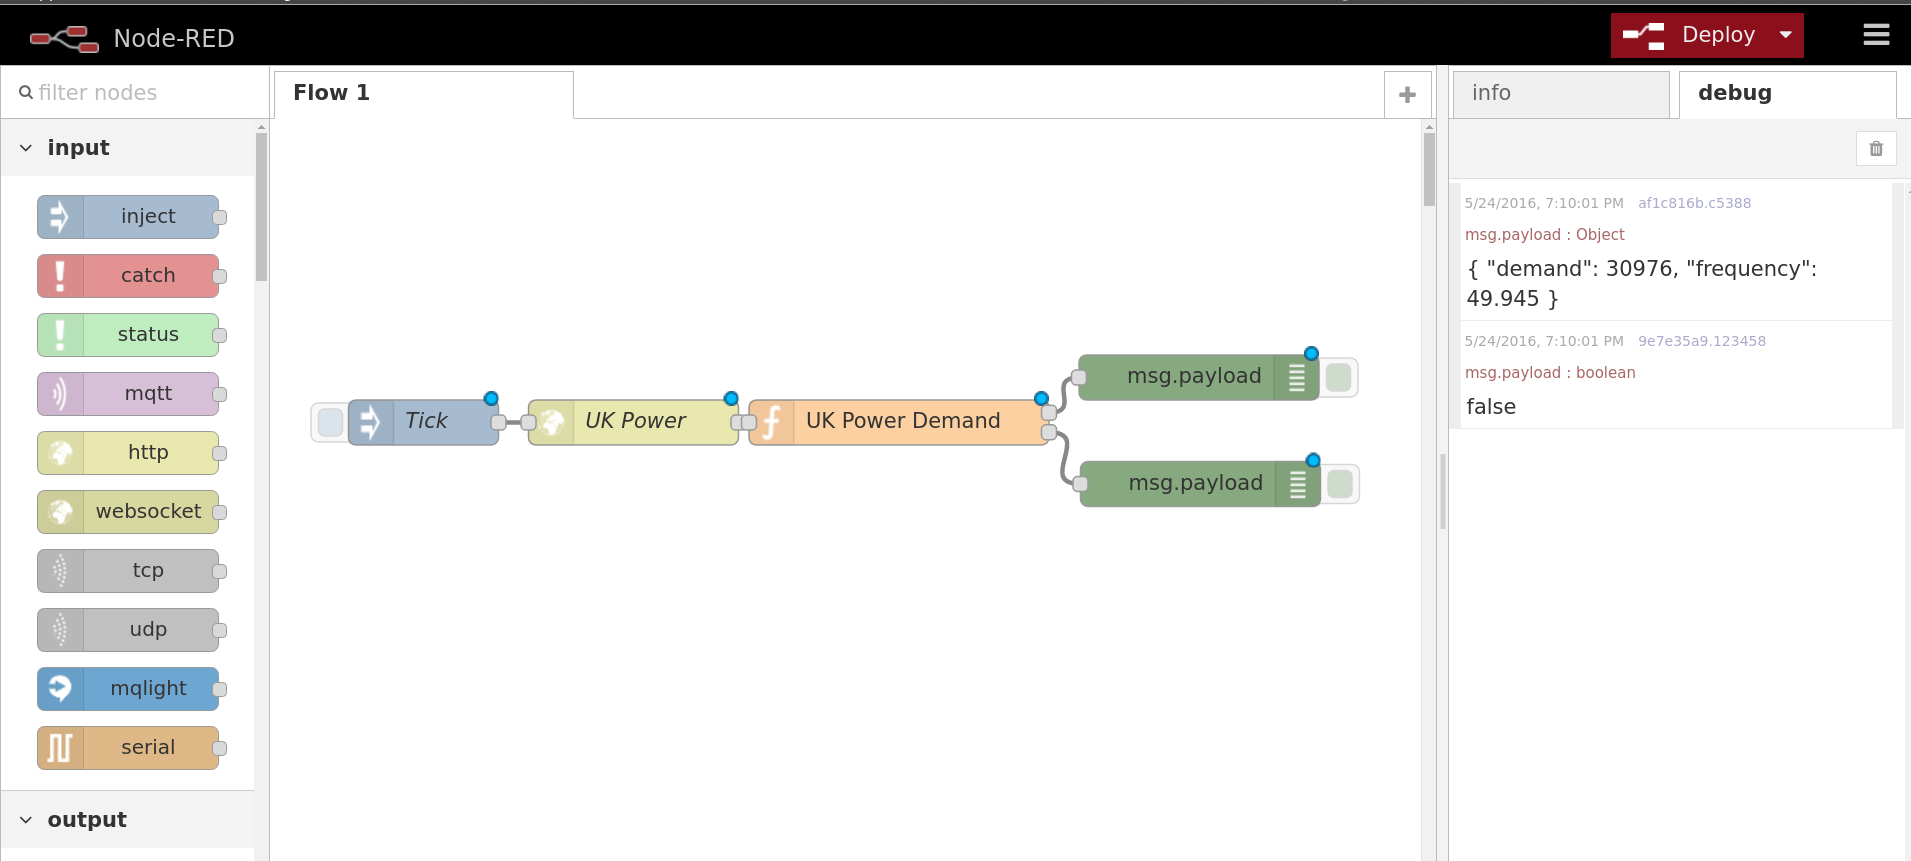 Node-RED
Deploy
filter nodes
Flow 1
info
debug
input
inject
catch
status
mqtt
http
websocket
tcp
udp
mqlight
serial
output
Tick
UK Power
UK Power Demand
msg.payload
msg.payload
5/24/2016, 7:10:01 PM af1c816b.c5388
msg.payload : Object
{ "demand": 30976, "frequency":
49.945 }
5/24/2016, 7:10:01 PM 9e7e35a9.123458
msg.payload : boolean
false